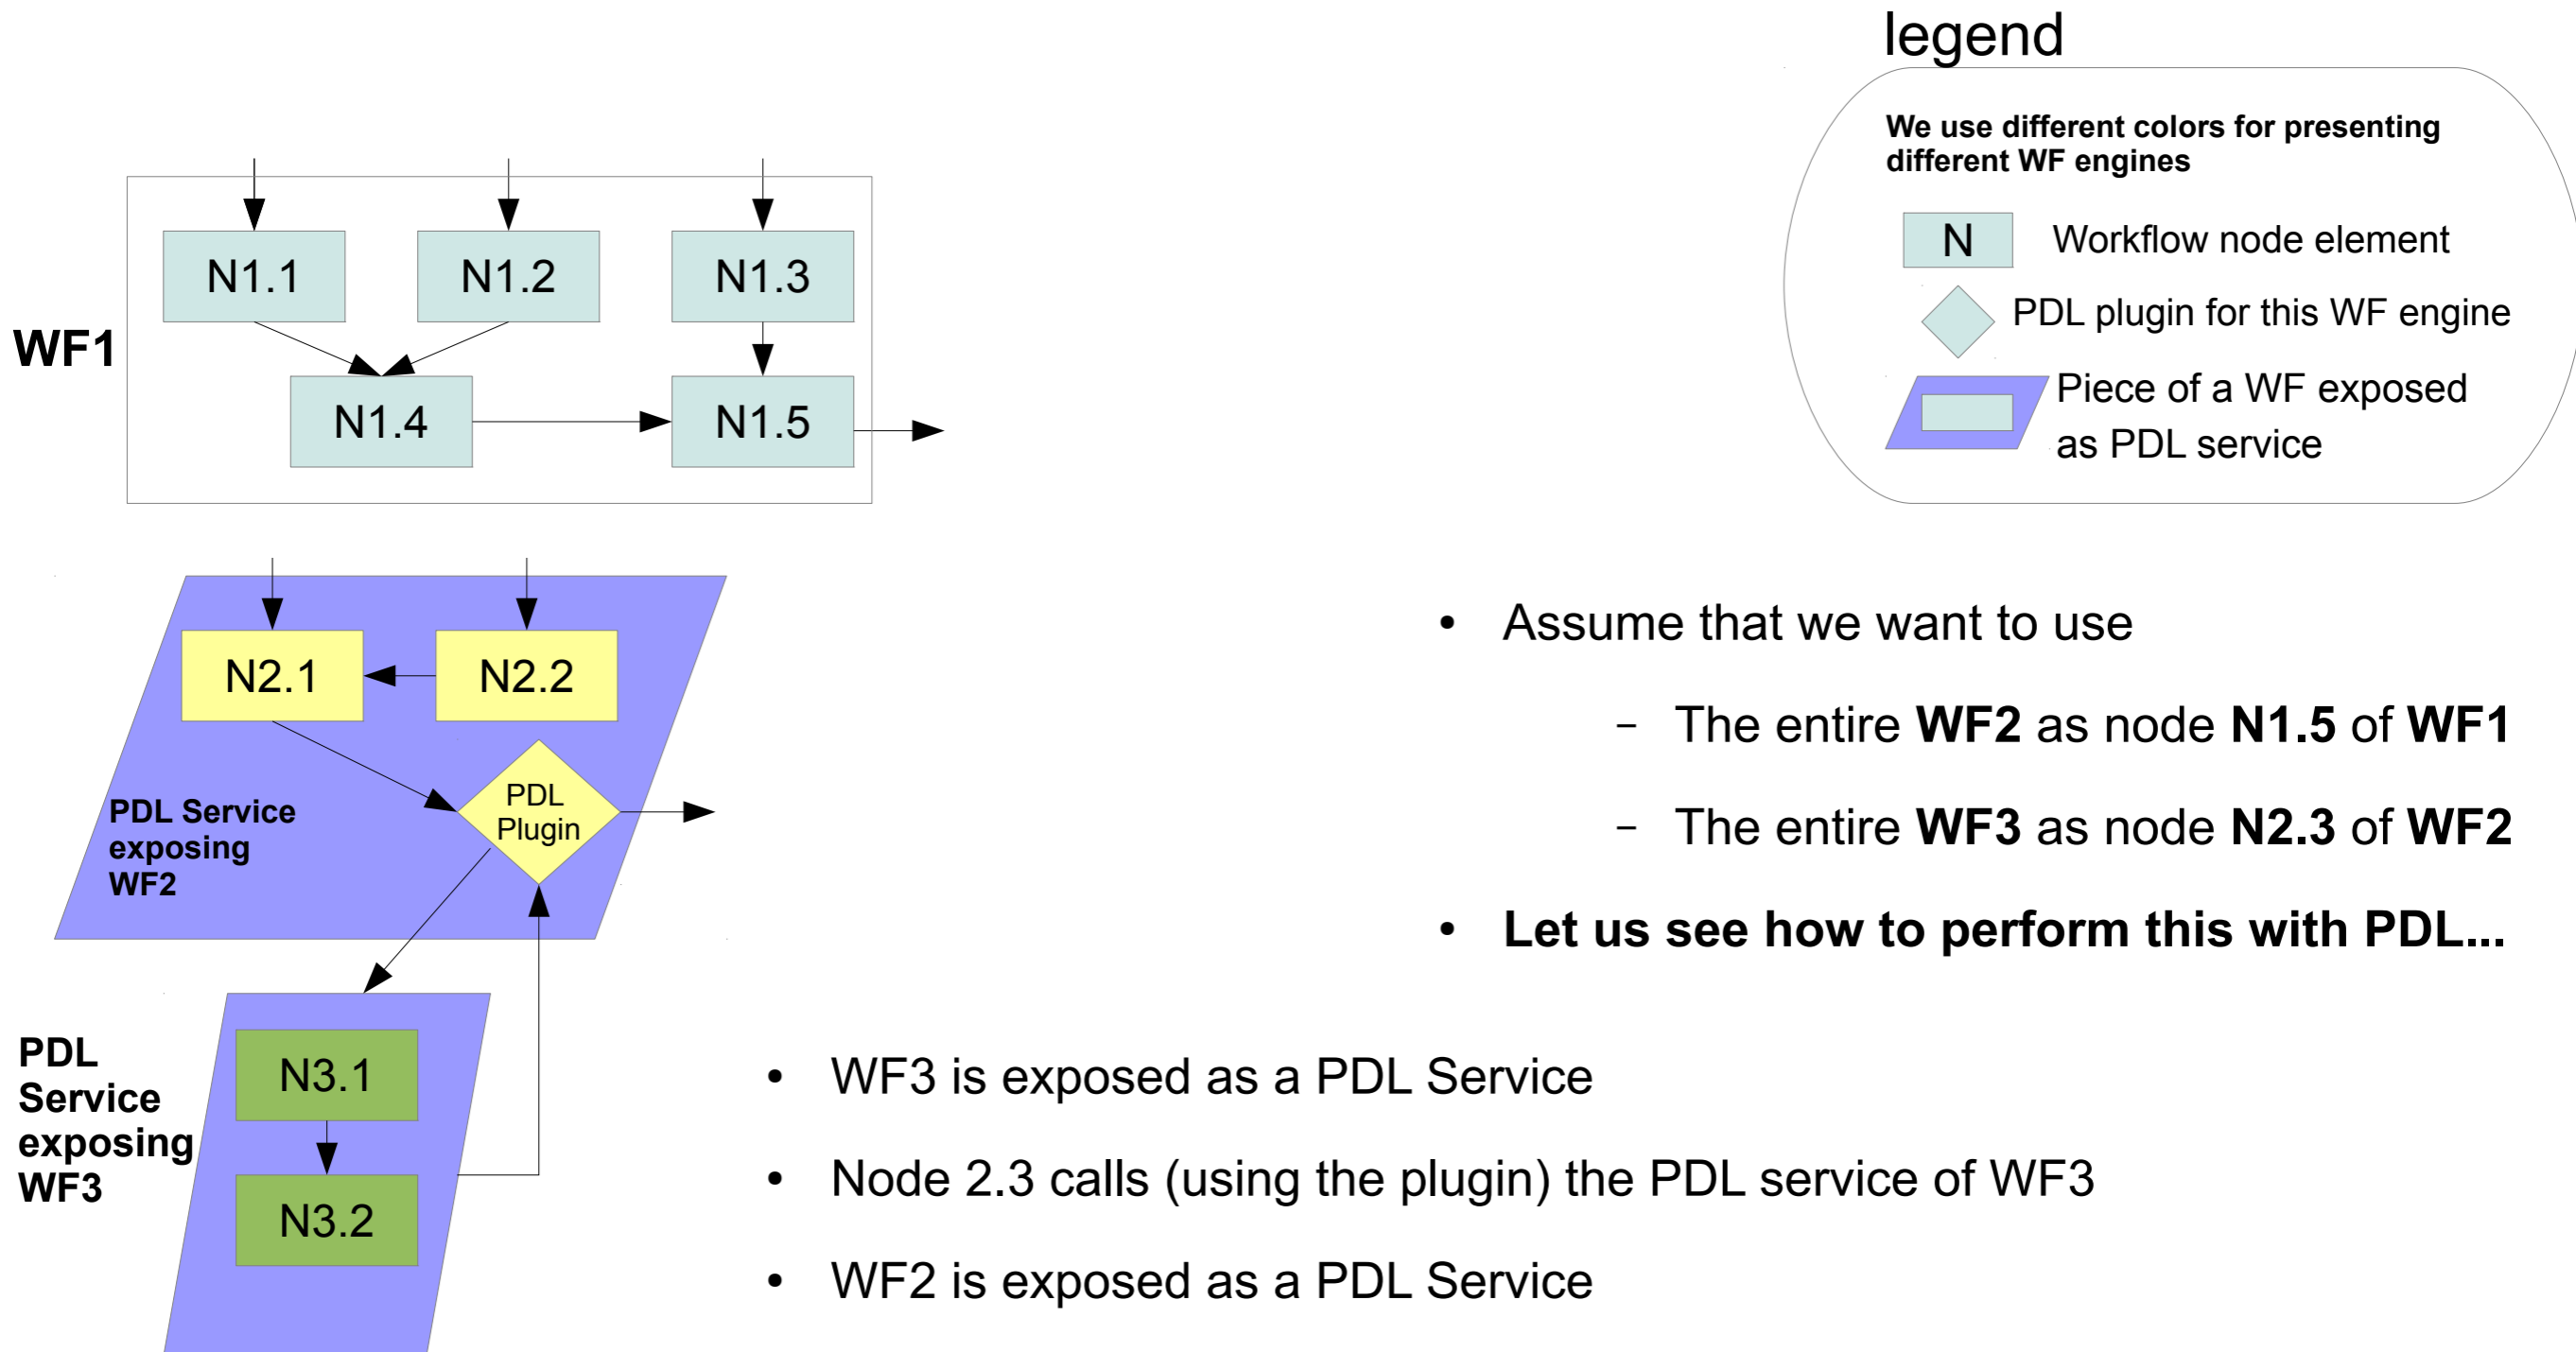 legend
We use different colors for presenting
different WF engines
N
Workflow node element
PDL plugin for this WF engine
Piece of a WF exposed
as PDL service
WF1
N1.1
N1.2
N1.3
N1.4
N1.5
N2.1
N2.2
PDL
Plugin
PDL Service
exposing
WF2
PDL
Service
exposing
WF3
N3.1
N3.2
• Assume that we want to use
– The entire WF2 as node N1.5 of WF1
– The entire WF3 as node N2.3 of WF2
• Let us see how to perform this with PDL...
• WF3 is exposed as a PDL Service
• Node 2.3 calls (using the plugin) the PDL service of WF3
• WF2 is exposed as a PDL Service